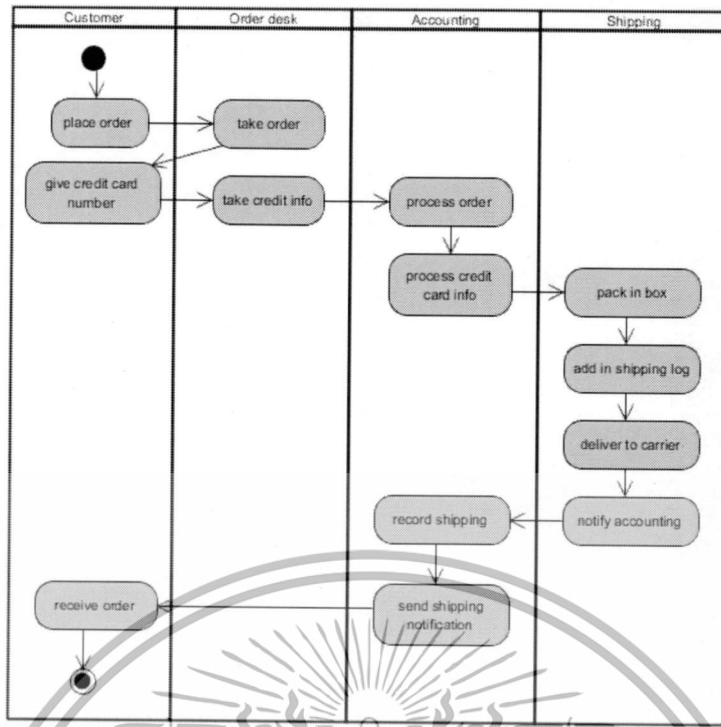 Customer
Order desk
Accounting
Shipping
place order
take order
give credit card
number
take credit info
process order
process credit
card info
pack in box
add in shipping log
deliver to carrier
record shipping
notify accounting
receive order
send shipping
notification